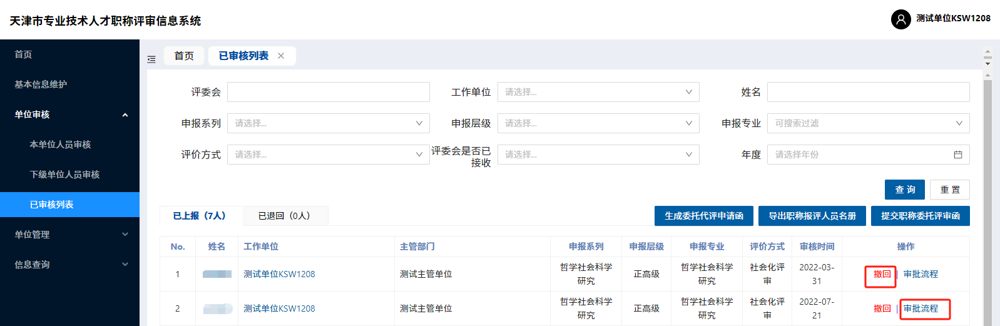 天津市专业技术人才职称评审信息系统
测试单位KSW1208
首页
基本信息维护
单位审核
本单位人员审核
下级单位人员审核
已审核列表
单位管理
信息查询
首页 已审核列表
评委会 工作单位 请选择... 姓名
申报系列 请选择... 申报层级 请选择... 申报专业 可搜索过滤
评价方式 请选择... 评委会是否已接收 请选择... 年度 请选择年份
查 询 重 置
已上报（7人） 已退回（0人） 生成委托代评申请函 导出职称报评人员名册 提交职称委托评审函
No. 姓名 工作单位 主管部门 申报系列 申报层级 申报专业 评价方式 审核时间 操作
1 测试单位KSW1208 测试主管单位 哲学社会科学研究 正高级 哲学社会科学研究 社会化评审 2022-03-31 撤回 | 审批流程
2 测试单位KSW1208 测试主管单位 哲学社会科学研究 正高级 哲学社会科学研究 社会化评审 2022-07-21 撤回 | 审批流程